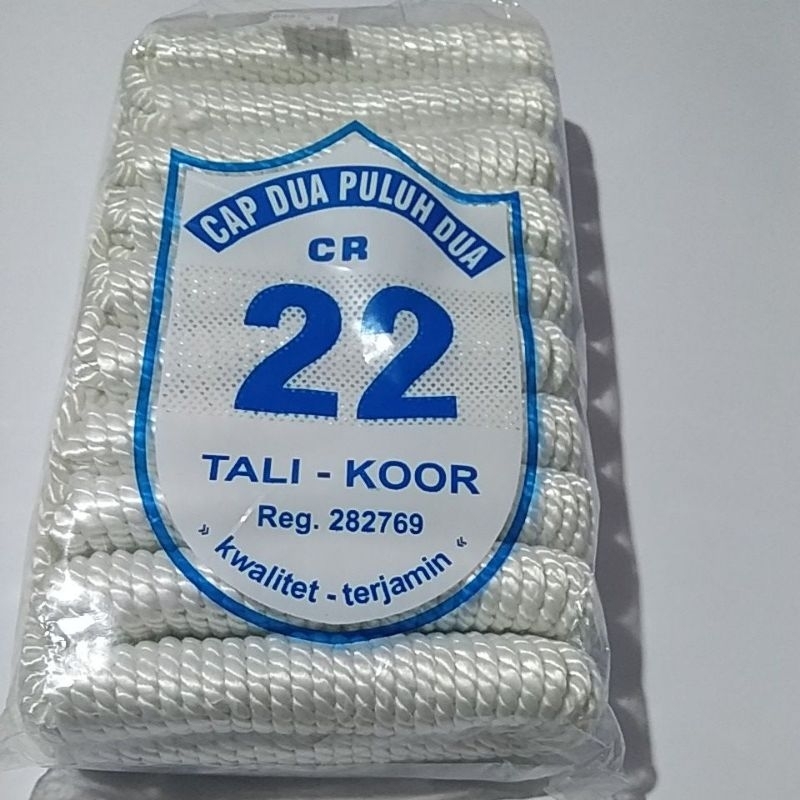 CAP DUA PULUH DUA
CR
22
TALI - KOOR
Reg. 282769
" kwalitet - terjamin "